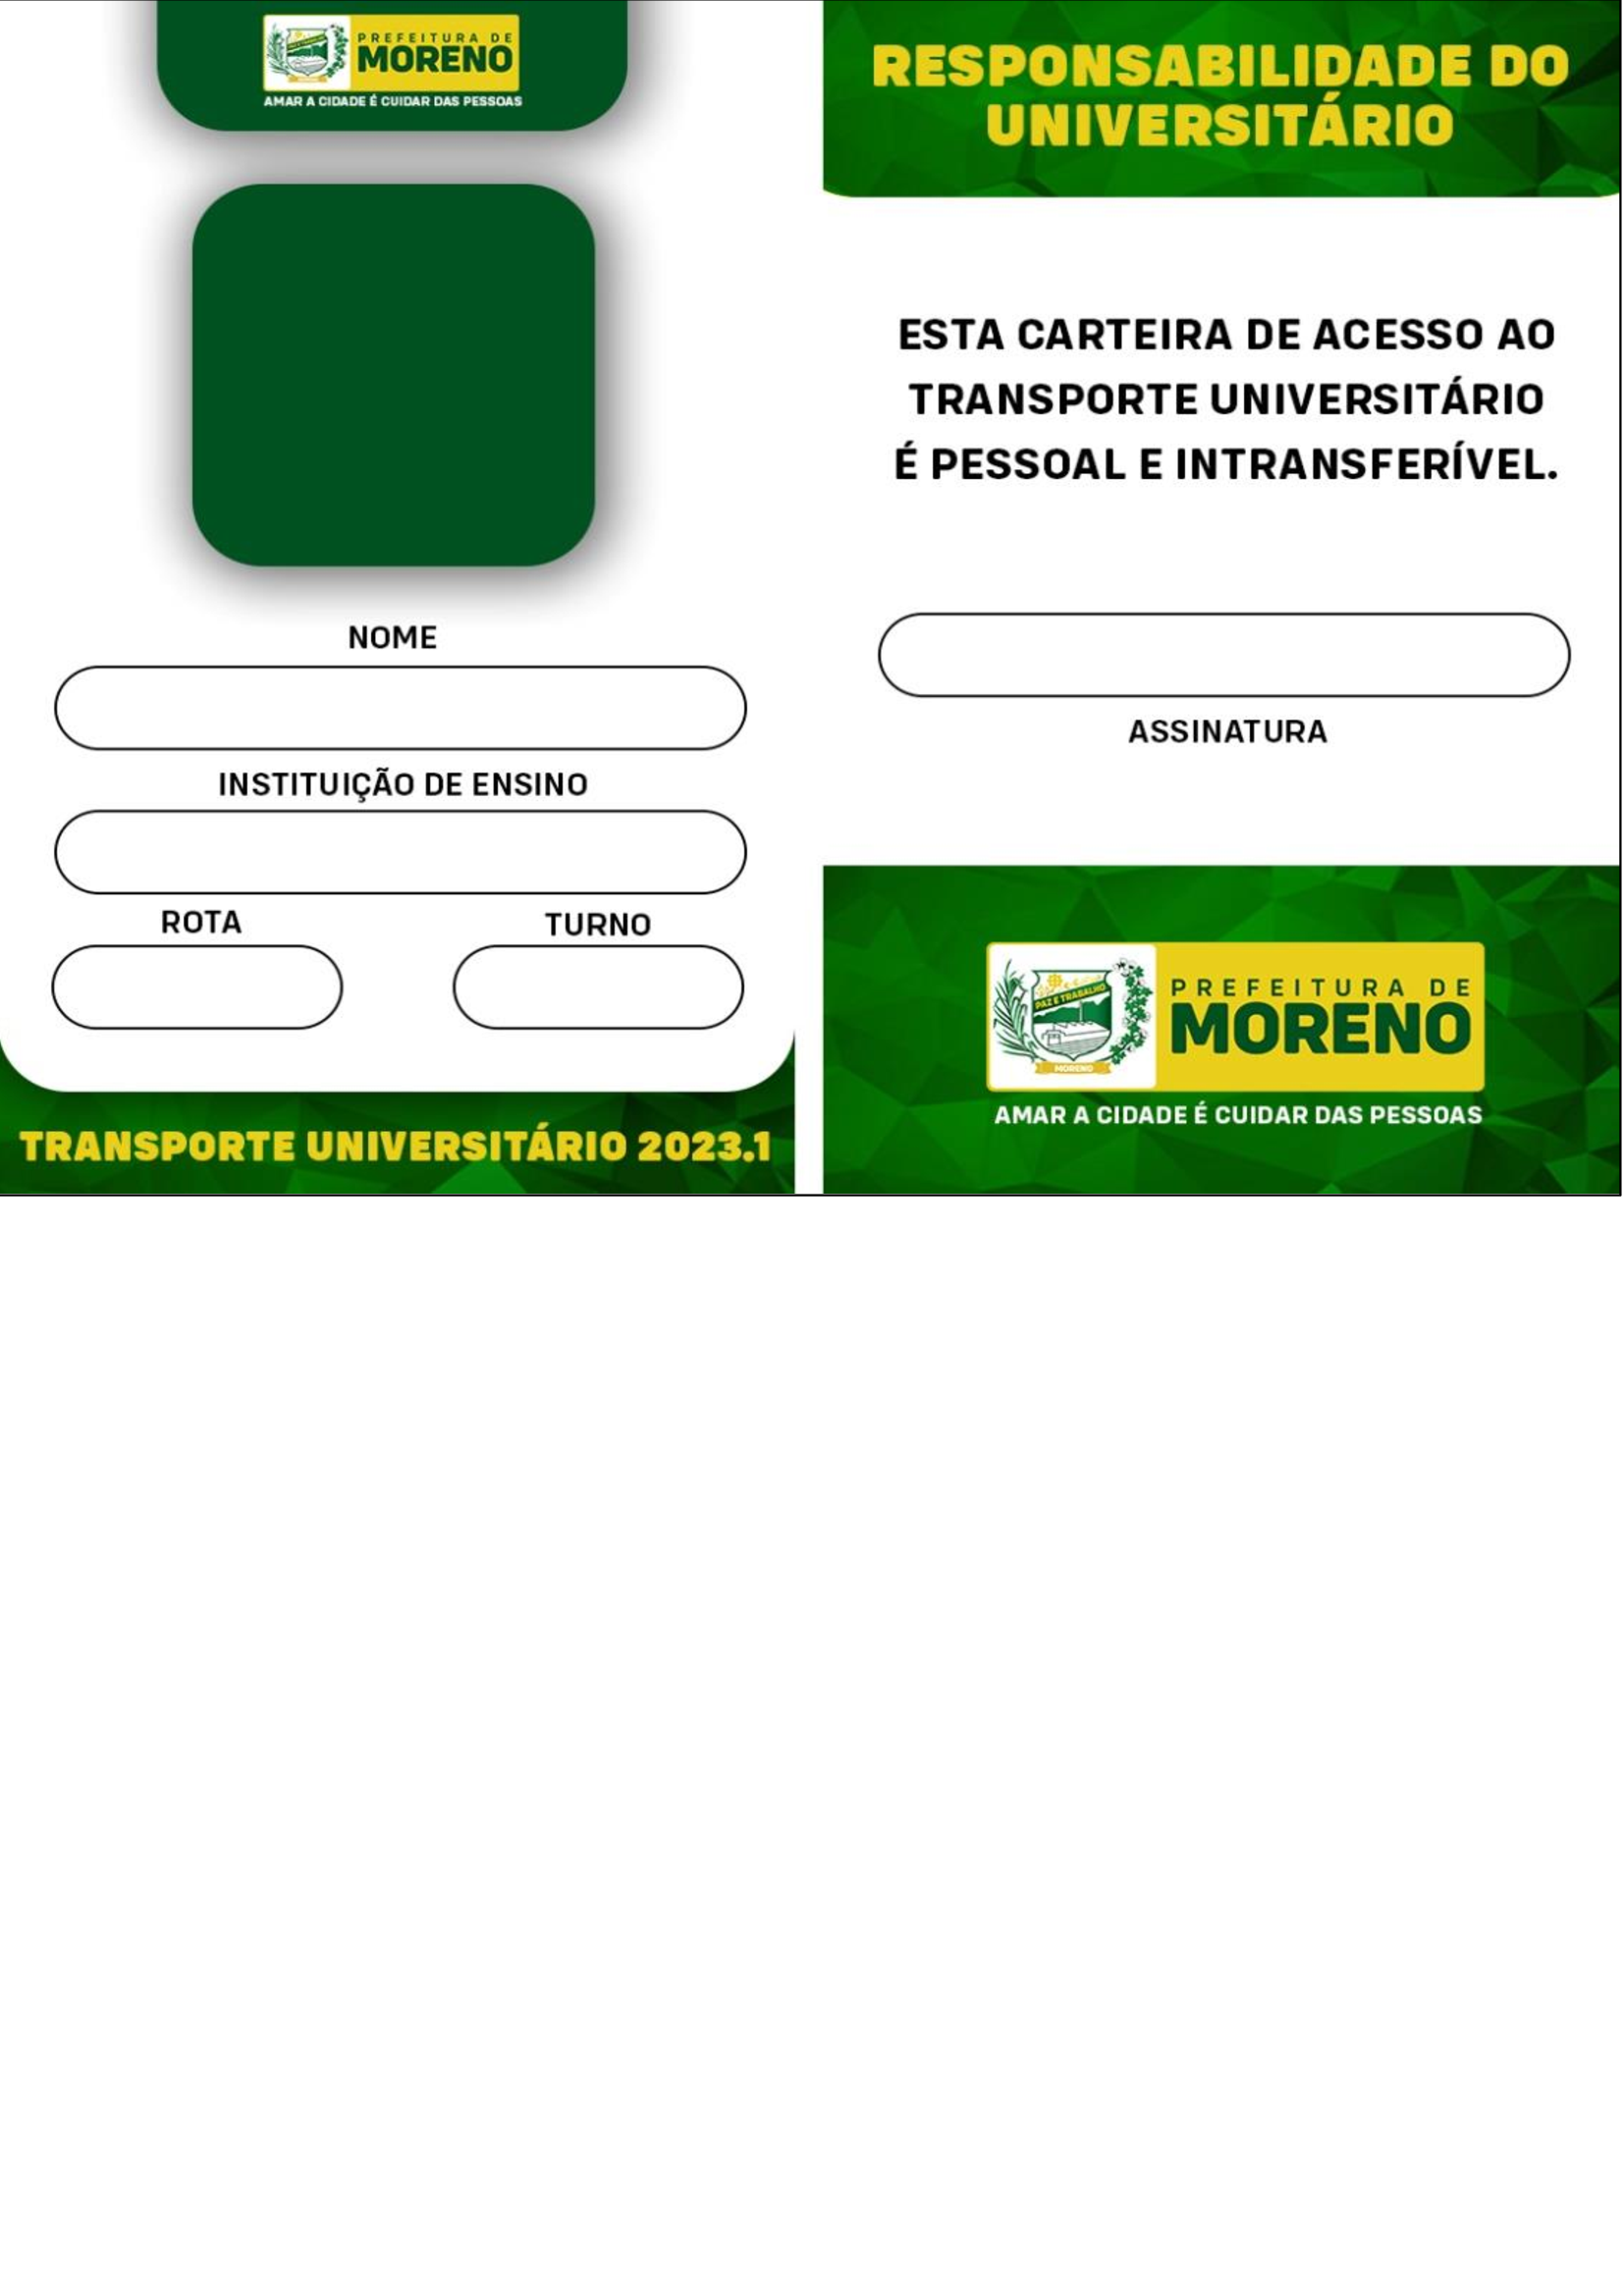 PREFEITURA DE
MORENO
AMAR A CIDADE É CUIDAR DAS PESSOAS
NOME
INSTITUIÇÃO DE ENSINO
ROTA TURNO
TRANSPORTE UNIVERSITÁRIO 2023.1
RESPONSABILIDADE DO
UNIVERSITÁRIO
ESTA CARTEIRA DE ACESSO AO
TRANSPORTE UNIVERSITÁRIO
É PESSOAL E INTRANSFERÍVEL.
ASSINATURA
PAZ E TRABALHO
MORENO
PREFEITURA DE
MORENO
AMAR A CIDADE É CUIDAR DAS PESSOAS